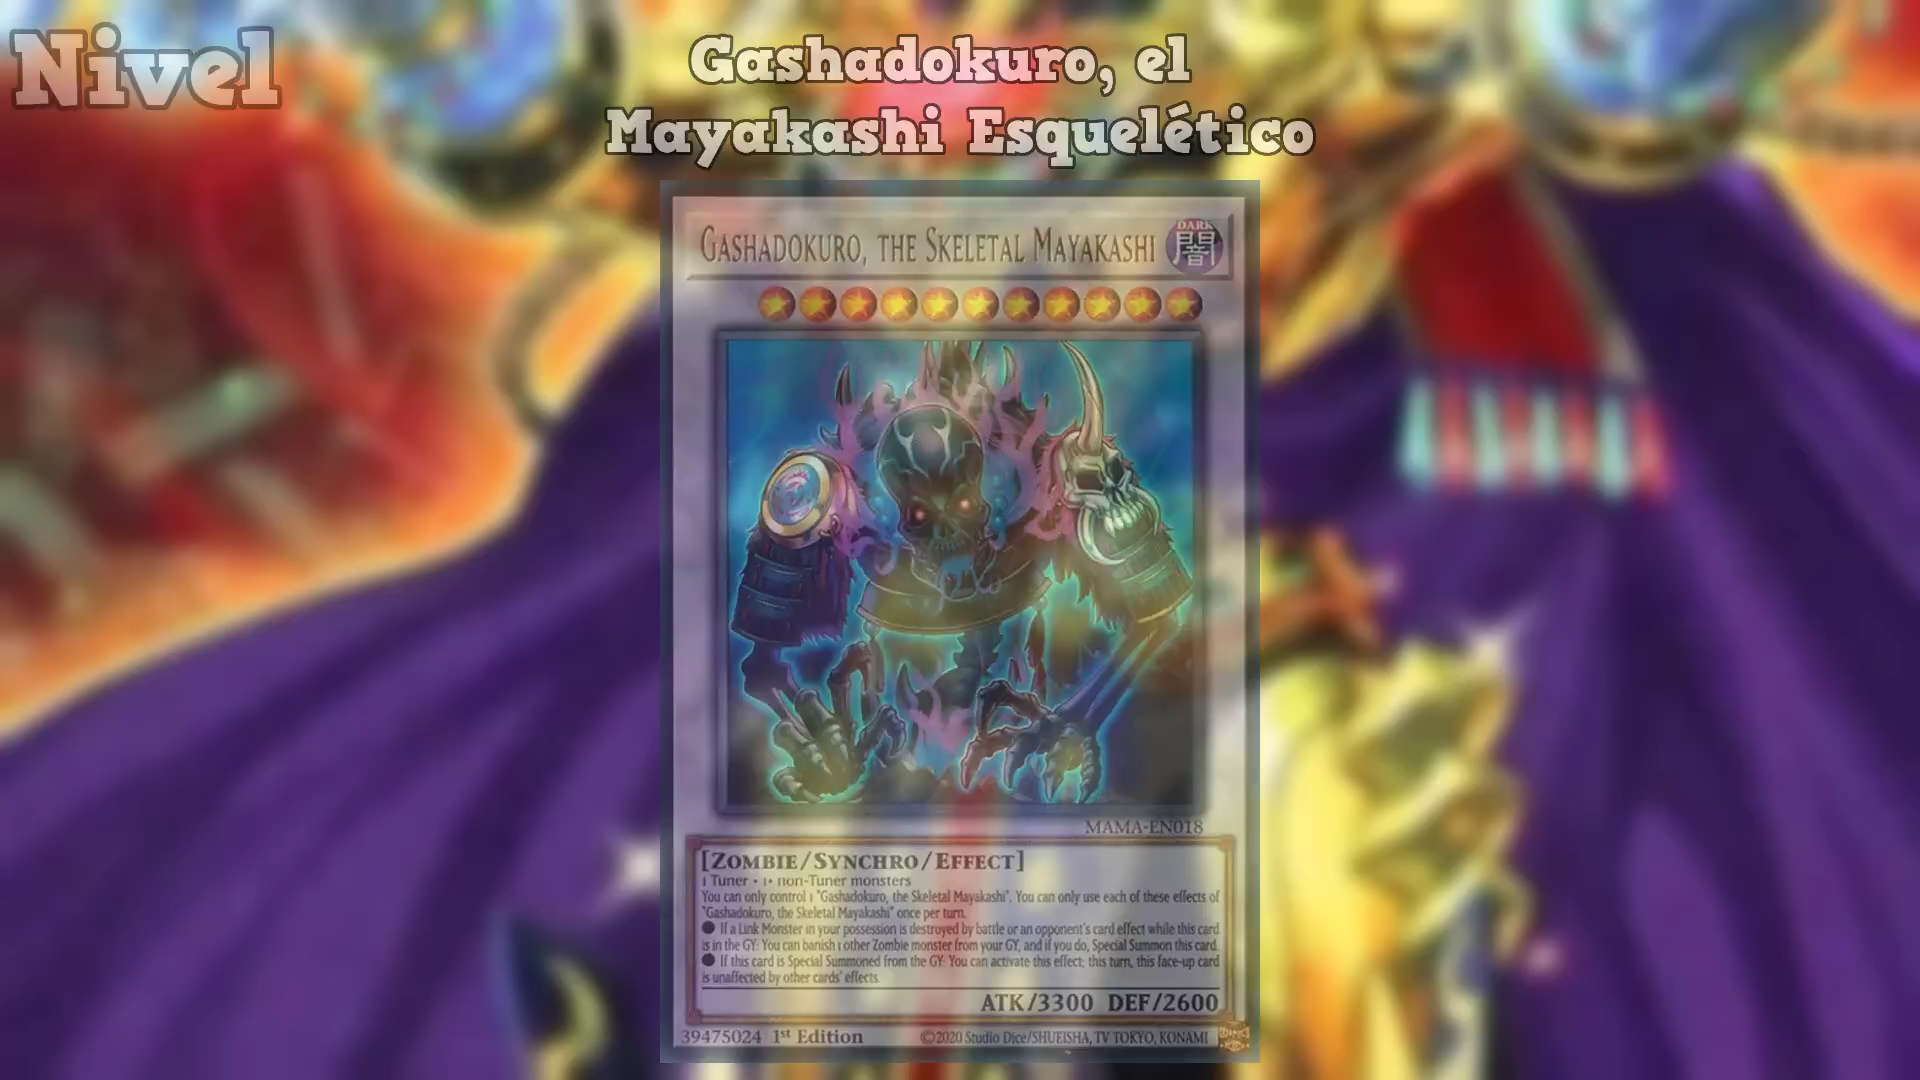 Nivel
Gashadokuro, el
Mayakashi Esquelético
Gashadokuro, the Skeletal Mayakashi
DARK
闇
MAMA-EN018
[Zombie/Synchro/Effect]
1 Tuner + 1+ non-Tuner monsters
You can only control 1 "Gashadokuro, the Skeletal Mayakashi". You can only use each of these effects of
"Gashadokuro, the Skeletal Mayakashi" once per turn.
● If a Link Monster in your possession is destroyed by battle or an opponent's card effect while this card
is in the GY: You can banish 1 other Zombie monster from your GY, and if you do, Special Summon this card.
● If this card is Special Summoned from the GY: You can activate this effect; this turn, this face-up card
is unaffected by other cards' effects.
ATK/3300 DEF/2600
39475024 1st Edition
©2020 Studio Dice/SHUEISHA, TV TOKYO, KONAMI